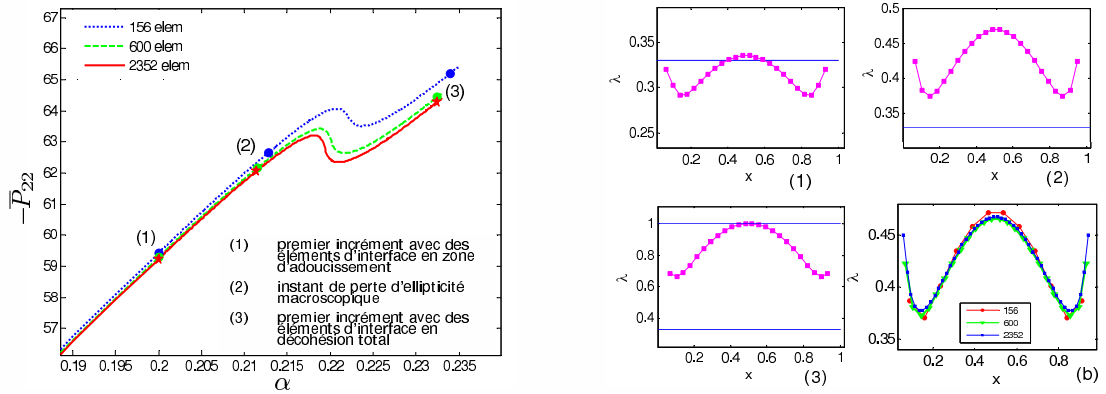 67
66
65
64
63
62
61
60
59
58
57
−P̅22
156 elem
600 elem
2352 elem
(1)
(2)
(3)
(1) premier incrément avec des éléments d'interface en zone d'adoucissement
(2) instant de perte d'ellipticité macroscopique
(3) premier incrément avec des éléments d'interface en décohésion total
0.19 0.195 0.2 0.205 0.21 0.215 0.22 0.225 0.23 0.235
α
0.4
0.35
0.3
0.25
λ
0 0.2 0.4 0.6 0.8 1
x
(1)
0.5
0.45
0.4
0.35
λ
0.2 0.4 0.6 0.8 1
x
(2)
1
0.8
0.6
0.4
λ
0 0.2 0.4 0.6 0.8 1
x
(3)
0.45
0.4
0.35
λ
156
600
2352
0.2 0.4 0.6 0.8
x
(b)